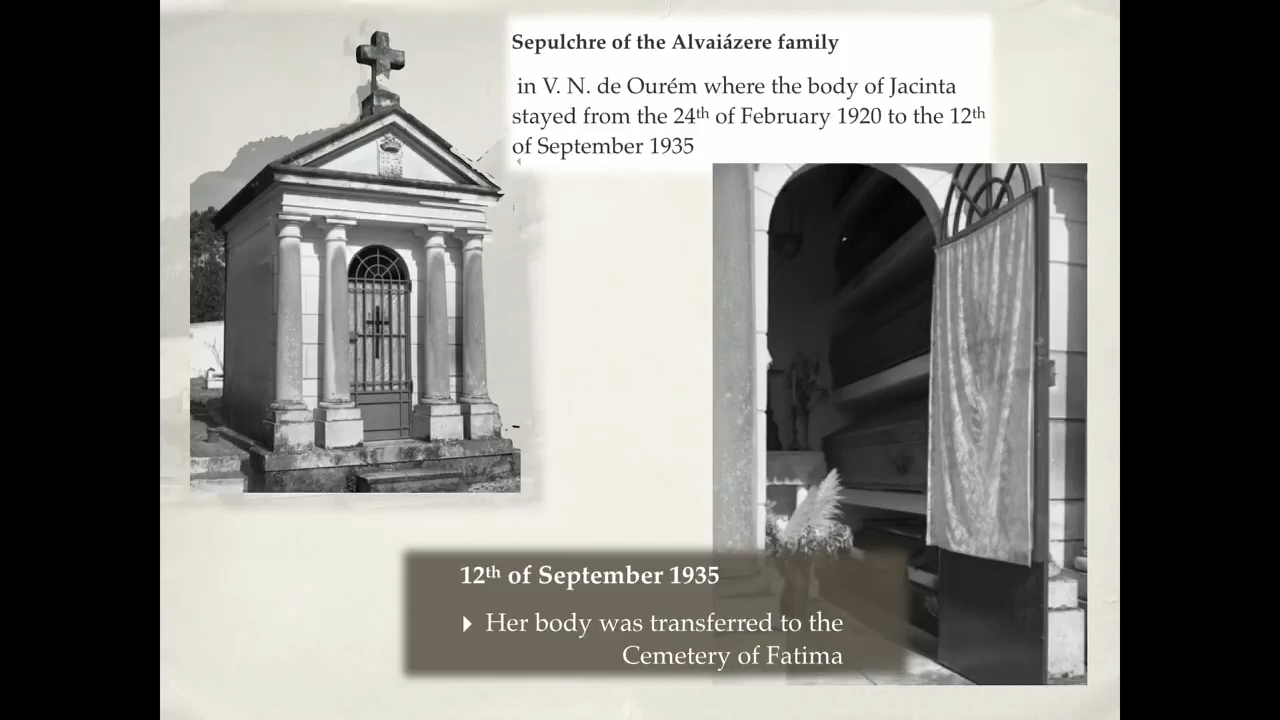 Sepulchre of the Alvaiázere family
in V. N. de Ourém where the body of Jacinta
stayed from the 24th of February 1920 to the 12th
of September 1935
12th of September 1935
Her body was transferred to the
Cemetery of Fatima